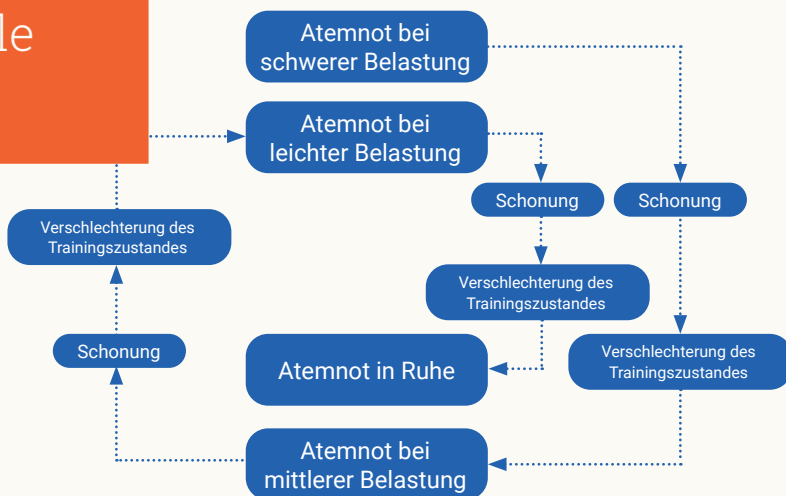 Atemnot bei
schwerer Belastung
Atemnot bei
leichter Belastung
Schonung
Schonung
Verschlechterung des
Trainingszustandes
Verschlechterung des
Trainingszustandes
Schonung
Atemnot in Ruhe
Verschlechterung des
Trainingszustandes
Atemnot bei
mittlerer Belastung